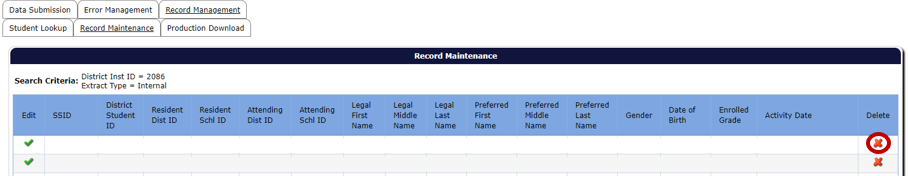 Data Submission Error Management Record Management
Student Lookup Record Maintenance Production Download
Record Maintenance
Search Criteria: District Inst ID = 2086
Extract Type = Internal
Edit SSID District Student ID Resident Dist ID Resident Schl ID Attending Dist ID Attending Schl ID Legal First Name Legal Middle Name Legal Last Name Preferred First Name Preferred Middle Name Preferred Last Name Gender Date of Birth Enrolled Grade Activity Date Delete